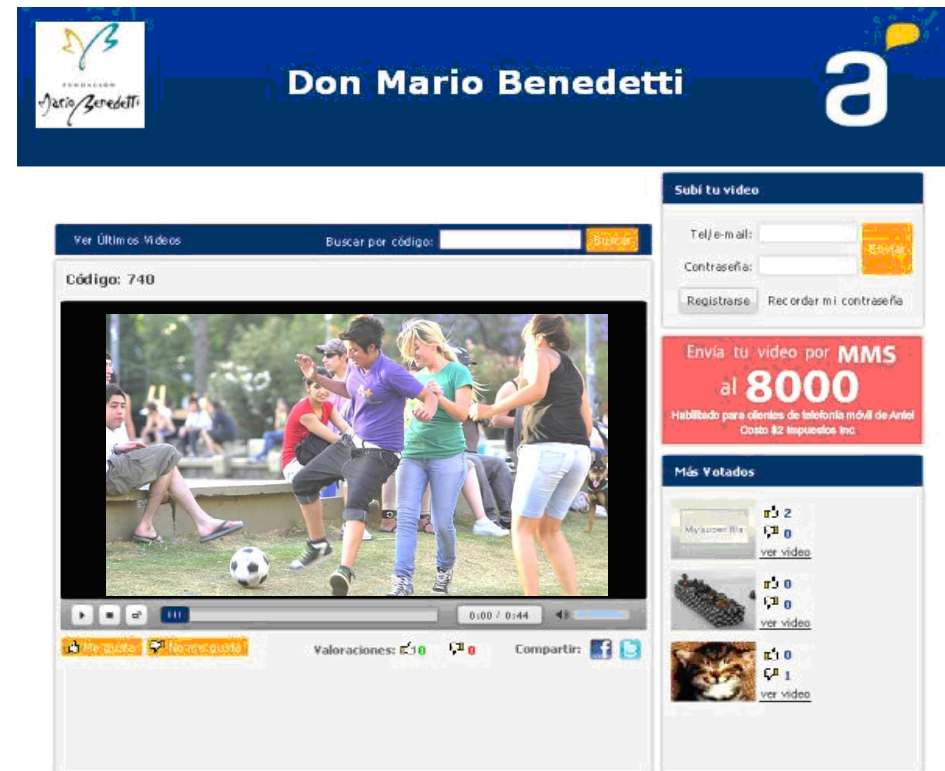 FUNDACIÓN
Mario Benedetti
Don Mario Benedetti
a
Ver Últimos Videos
Buscar por código:
Buscar
Código: 740
0:00 / 0:44
Me gusta
No me gusta
Valoraciones: 0 0
Compartir:
Subí tu video
Tel/e-mail:
Enviar
Contraseña:
Registrarse Recordar mi contraseña
Envía tu video por MMS
al 8000
Habilitado para clientes de telefonía móvil de Antel
Costo $2 impuestos inc
Más Votados
2
0
ver video
0
0
ver video
0
1
ver video